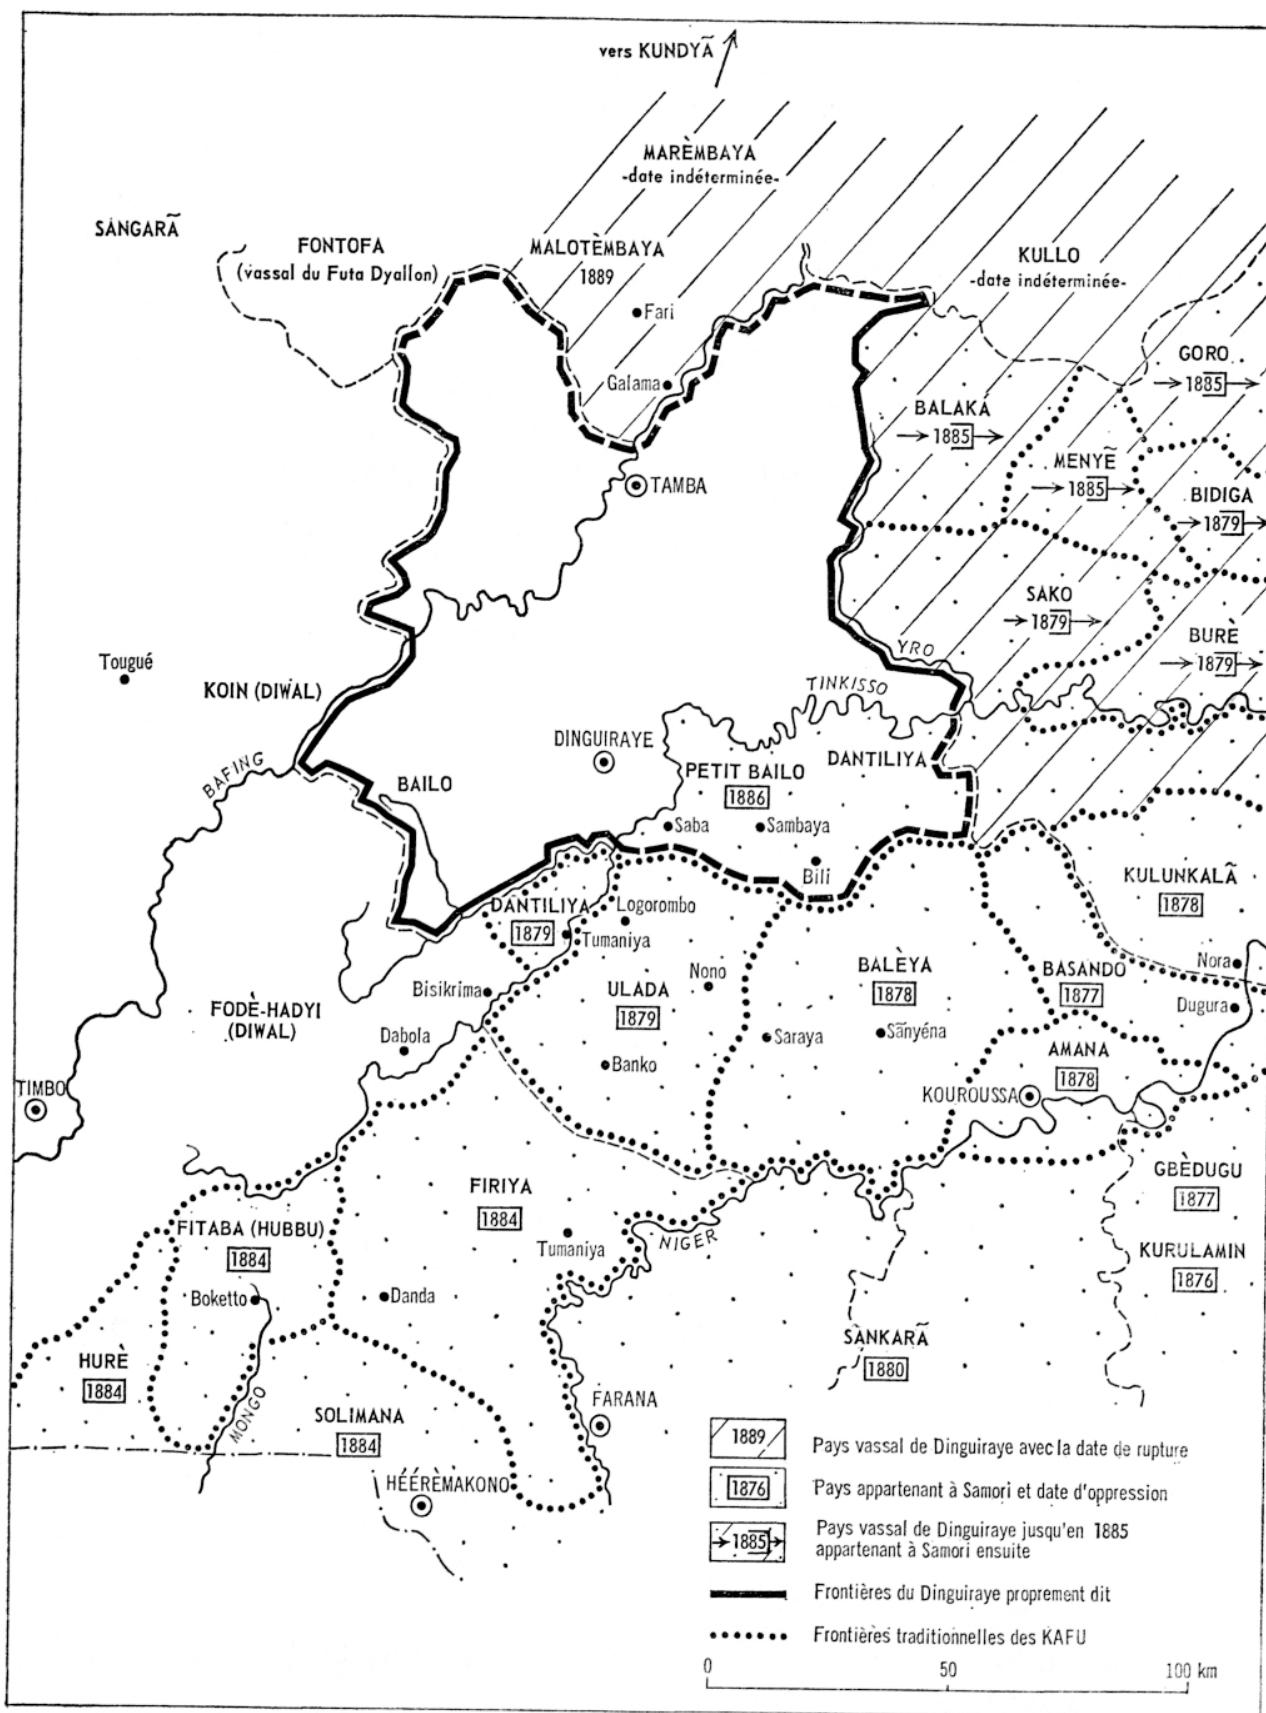 vers KUNDYÃ
MARÈMBAYA
-date indéterminée-
SÀNGARÃ
FONTOFA
(vassal du Futa Dyallon)
MALOTÈMBAYA
1889
KULLO
-date indéterminée-
Fari
GORO
1885
Galama
BALAKA
1885
MENYẼ
1885
TAMBA
BIDIGA
1879
SAKO
1879
BURÈ
1879
YRO
Tougué
KOIN (DIWAL)
TINKISSO
DINGUIRAYE
DANTILIYA
BAFING
BAILO
PETIT BAILO
1886
Saba
Sambaya
Bili
KULUNKALÃ
1878
DANTILIYA
1879
Logorombo
Tumaniya
Nono
BALÈYA
1878
BASANDO
1877
Nora
Bisikrima
ULADA
1879
Dugura
FODÈ-HADYI
(DIWAL)
Dabola
Saraya
Sãnyéna
AMANA
1878
Banko
TIMBO
KOUROUSSA
GBÈDUGU
1877
FIRIYA
1884
FITABA (HUBBU)
1884
Tumaniya
NIGER
KURULAMIN
1876
Boketto
Danda
SÀNKARÃ
1880
HURÈ
1884
MONGO
SOLIMANA
1884
FARANA
HÉÉRÈMAKONO
1889
Pays vassal de Dinguiraye avec la date de rupture
1876
Pays appartenant à Samori et date d'oppression
1885
Pays vassal de Dinguiraye jusqu'en 1885
appartenant à Samori ensuite
Frontières du Dinguiraye proprement dit
Frontières traditionnelles des KAFU
0 50 100 km